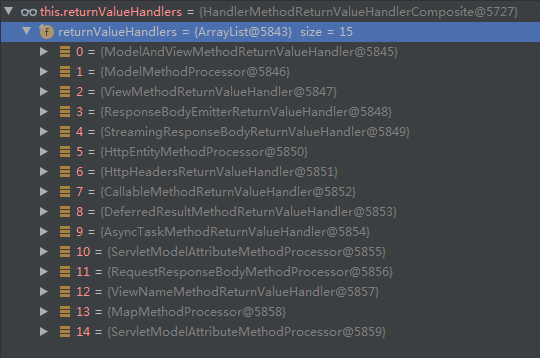 this.returnValueHandlers = {HandlerMethodReturnValueHandlerComposite@5727}
f returnValueHandlers = {ArrayList@5843} size = 15
0 = {ModelAndViewMethodReturnValueHandler@5845}
1 = {ModelMethodProcessor@5846}
2 = {ViewMethodReturnValueHandler@5847}
3 = {ResponseBodyEmitterReturnValueHandler@5848}
4 = {StreamingResponseBodyReturnValueHandler@5849}
5 = {HttpEntityMethodProcessor@5850}
6 = {HttpHeadersReturnValueHandler@5851}
7 = {CallableMethodReturnValueHandler@5852}
8 = {DeferredResultMethodReturnValueHandler@5853}
9 = {AsyncTaskMethodReturnValueHandler@5854}
10 = {ServletModelAttributeMethodProcessor@5855}
11 = {RequestResponseBodyMethodProcessor@5856}
12 = {ViewNameMethodReturnValueHandler@5857}
13 = {MapMethodProcessor@5858}
14 = {ServletModelAttributeMethodProcessor@5859}